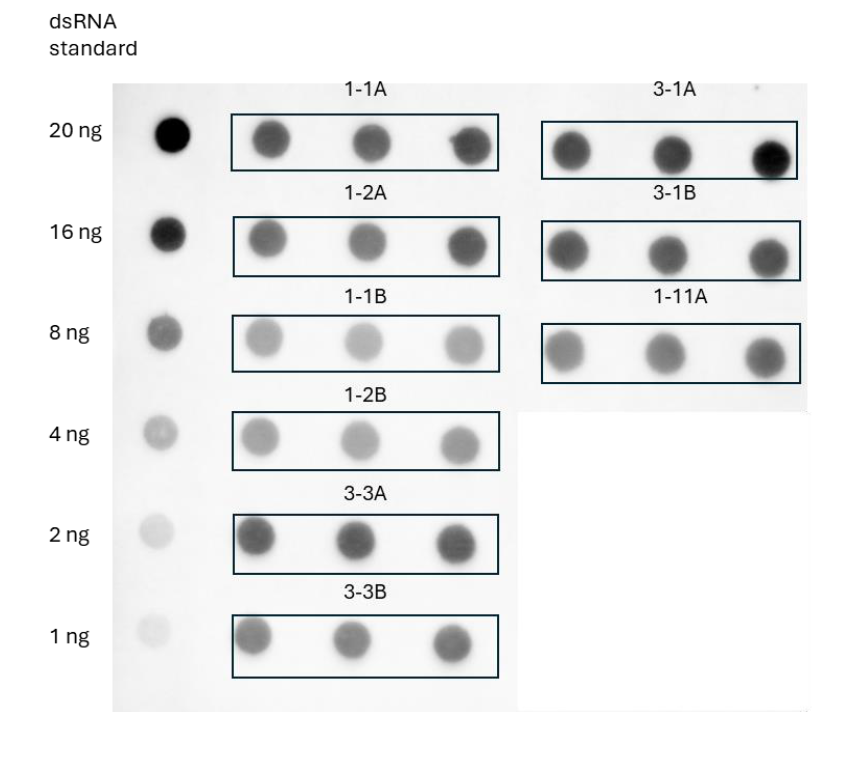 dsRNA
standard
1-1A
3-1A
20 ng
1-2A
3-1B
16 ng
1-1B
1-11A
8 ng
1-2B
4 ng
3-3A
2 ng
3-3B
1 ng